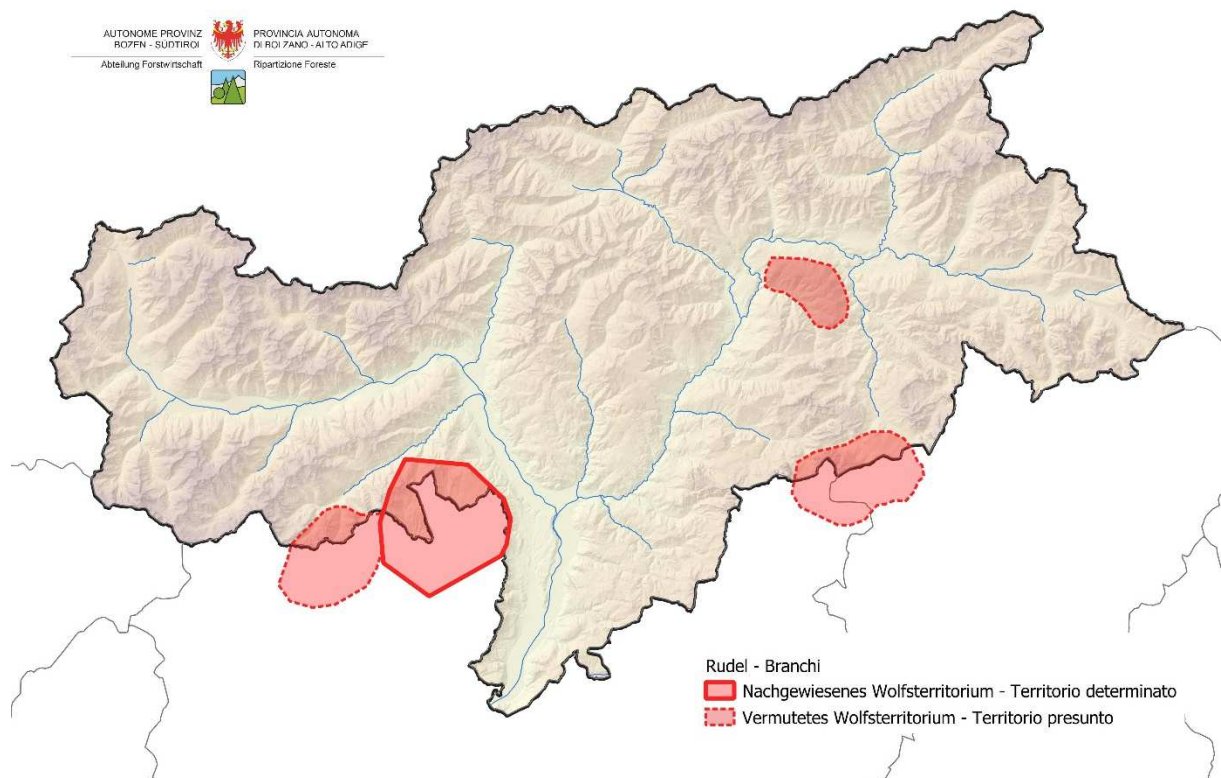 AUTONOME PROVINZ
BOZEN - SÜDTIROL
PROVINCIA AUTONOMA
DI BOLZANO - ALTO ADIGE
Abteilung Forstwirtschaft
Ripartizione Foreste
Rudel - Branchi
Nachgewiesenes Wolfsterritorium - Territorio determinato
Vermutetes Wolfsterritorium - Territorio presunto